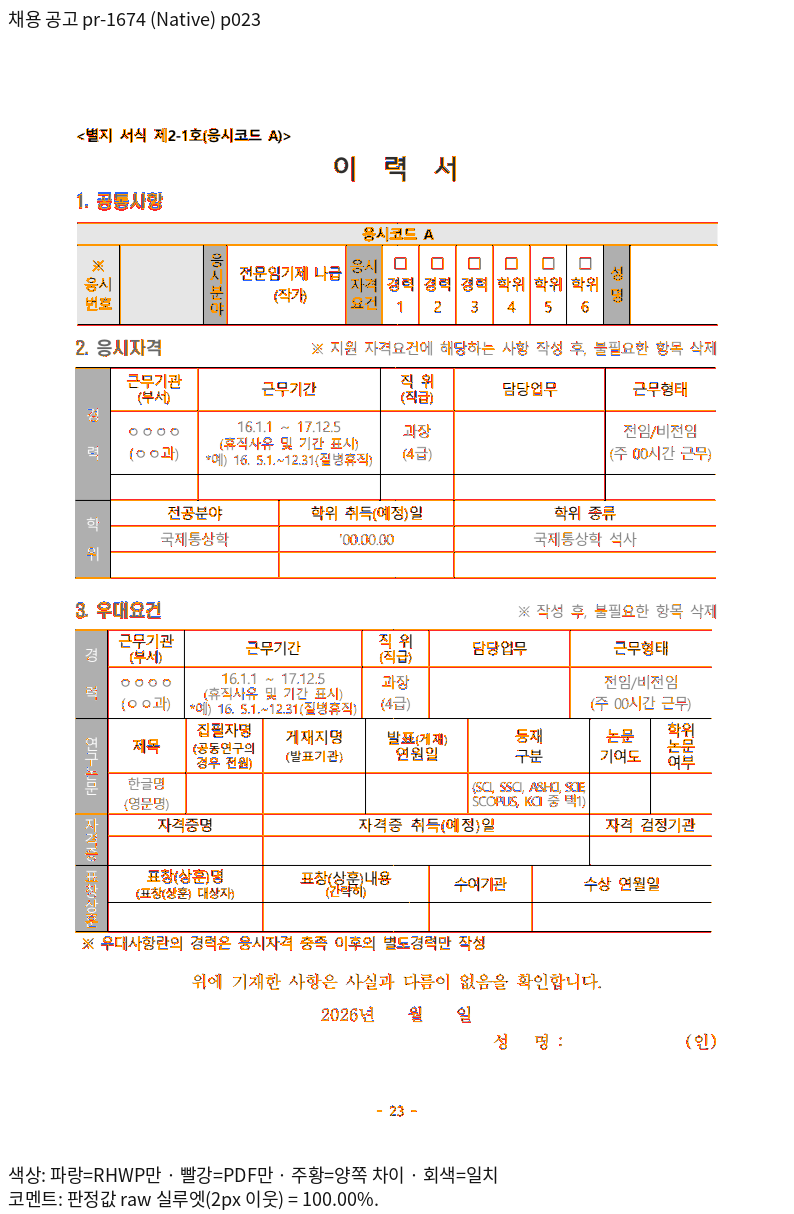 채용 공고 pr-1674 (Native) p023
<별지 서식 제2-1호(응시코드 A)>
이 력 서
1. 공통사항
응시코드 A
※ 응시 번호
응시분야
전문임기제 나급 (작가)
응시 자격 요건
□ 경력 1
□ 경력 2
□ 경력 3
□ 학위 4
□ 학위 5
□ 학위 6
성 명
2. 응시자격
※ 지원 자격요건에 해당하는 사항 작성 후, 불필요한 항목 삭제
경 력
근무기관 (부서)
근무기간
직 위 (직급)
담당업무
근무형태
ㅇㅇㅇㅇ (ㅇㅇ과)
16.1.1 ~ 17.12.5
(휴직사유 및 기간 표시)
*예) 16. 5.1.~12.31(질병휴직)
과장 (4급)
전임/비전임
(주 00시간 근무)
학 위
전공분야
학위 취득(예정)일
학위 종류
국제통상학
'00.00.00
국제통상학 석사
3. 우대요건
※ 작성 후, 불필요한 항목 삭제
경 력
근무기관 (부서)
근무기간
직 위 (직급)
담당업무
근무형태
ㅇㅇㅇㅇ (ㅇㅇ과)
16.1.1 ~ 17.12.5
(휴직사유 및 기간 표시)
*예) 16. 5.1.~12.31(질병휴직)
과장 (4급)
전임/비전임
(주 00시간 근무)
연구논문
제목
집필자명 (공동연구의 경우 전원)
게재지명 (발표기관)
발표(게재) 연원일
등재 구분
논문 기여도
학위 논문 여부
한글명 (영문명)
(SCI, SSCI, A&HCI, SCIE
SCOPUS, KCI 중 택1)
자격증
자격증명
자격증 취득(예정)일
자격 검정기관
표창상훈
표창(상훈)명
(표창(상훈) 대상자)
표창(상훈)내용
(간략히)
수여기관
수상 연월일
※ 우대사항란의 경력은 응시자격 충족 이후의 별도경력만 작성
위에 기재한 사항은 사실과 다름이 없음을 확인합니다.
2026년 월 일
성 명 : (인)
- 23 -
색상: 파랑=RHWP만 · 빨강=PDF만 · 주황=양쪽 차이 · 회색=일치
코멘트: 판정값 raw 실루엣(2px 이웃) = 100.00%.